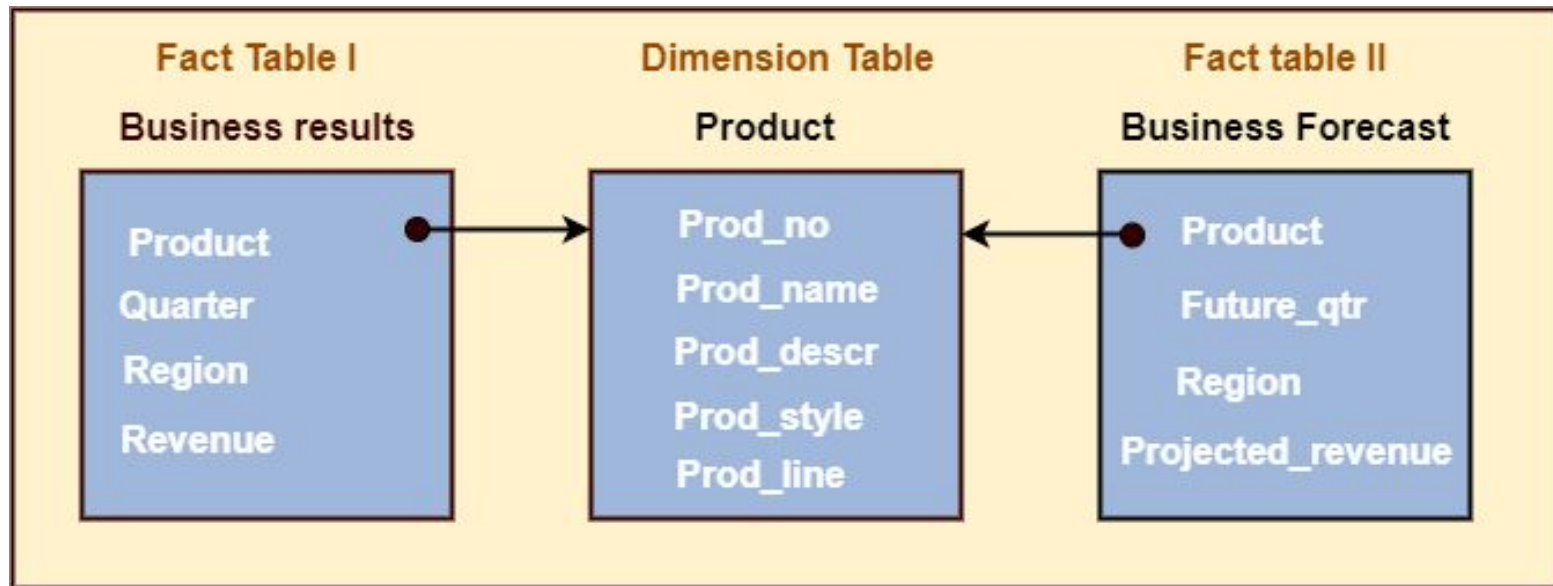 Fact Table I
Business results
Product
Quarter
Region
Revenue
Dimension Table
Product
Prod_no
Prod_name
Prod_descr
Prod_style
Prod_line
Fact table II
Business Forecast
Product
Future_qtr
Region
Projected_revenue